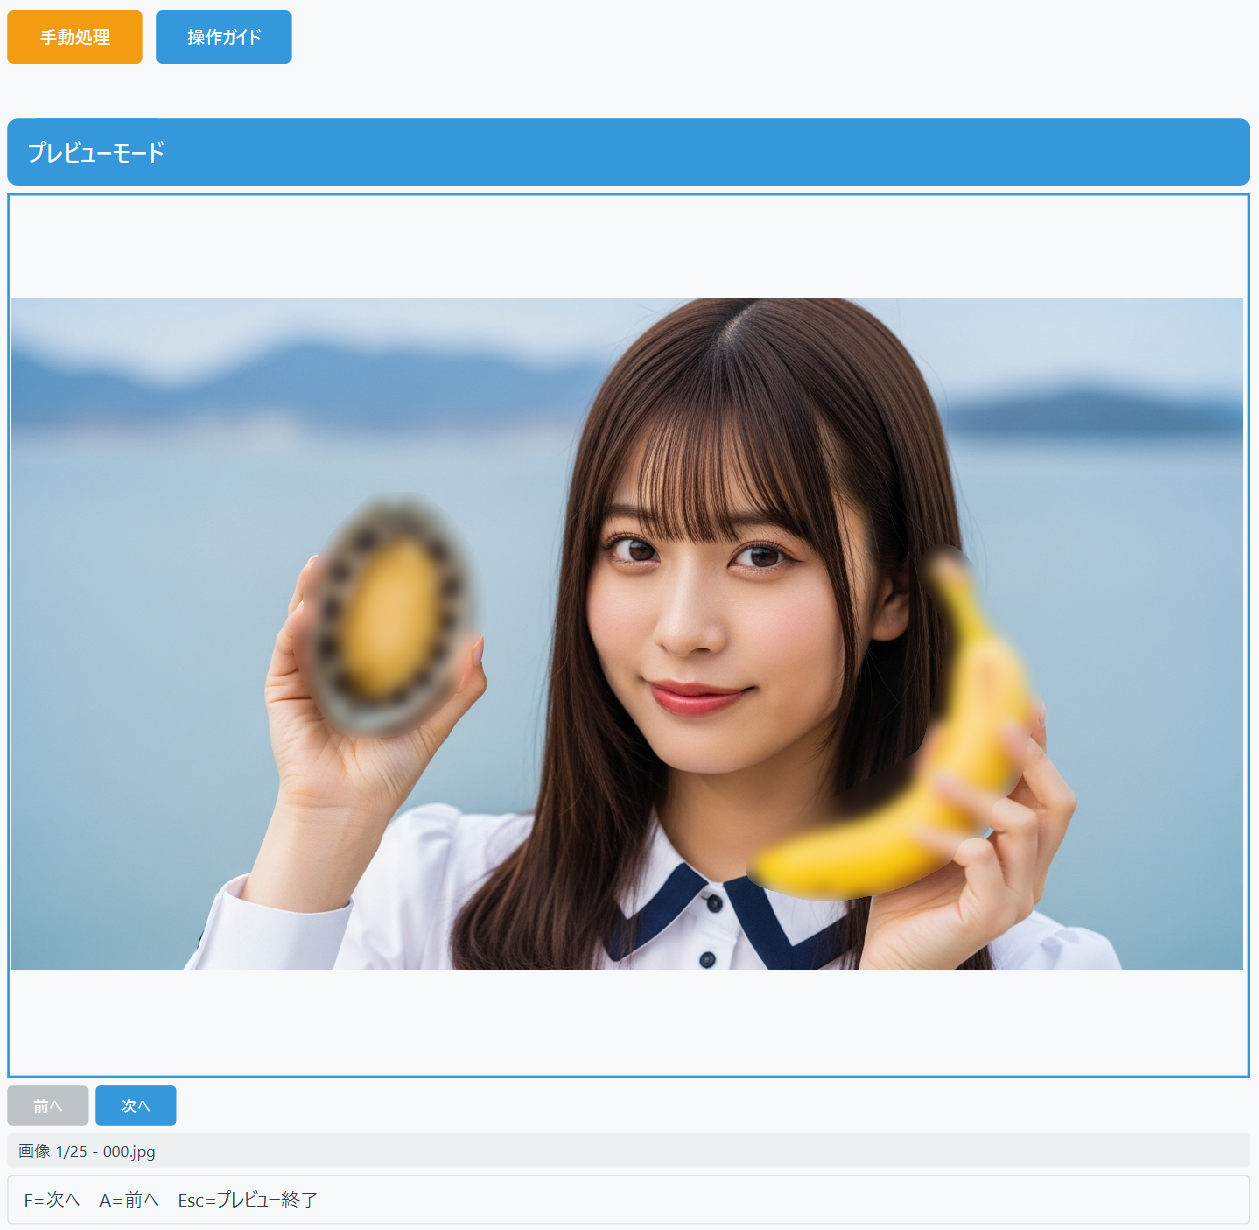 手動処理 操作ガイド
プレビューモード
前へ 次へ
画像 1/25 - 000.jpg
F=次へ A=前へ Esc=プレビュー終了